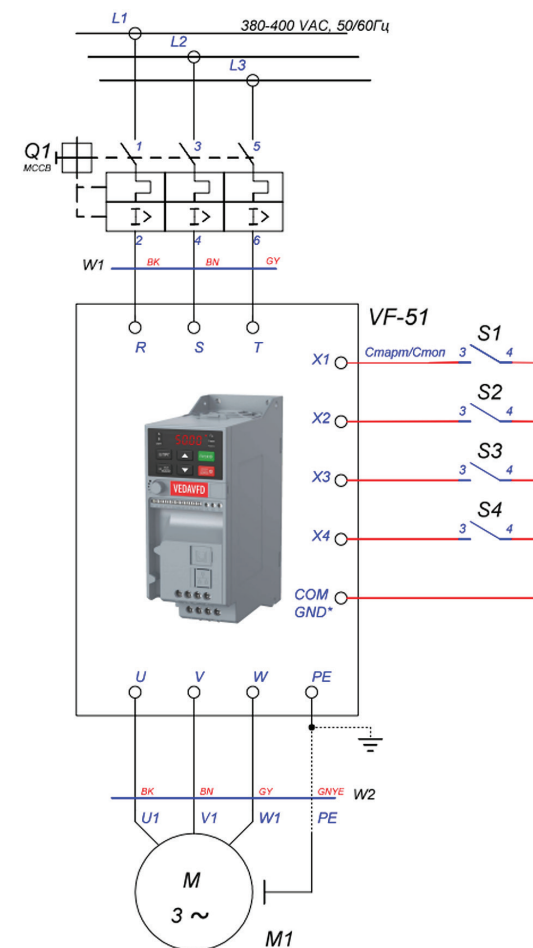 L1
380-400 VAC, 50/60Гц
L2
L3
Q1
MCCB
1 3 5
2 4 6
W1 BK BN GY
VF-51
R S T
X1 Старт/Стоп 3 4 S1
X2 3 4 S2
X3 3 4 S3
X4 3 4 S4
COM
GND*
5000
VEDAVFD
U V W PE
BK BN GY GNYE W2
U1 V1 W1 PE
M
3 ~
M1